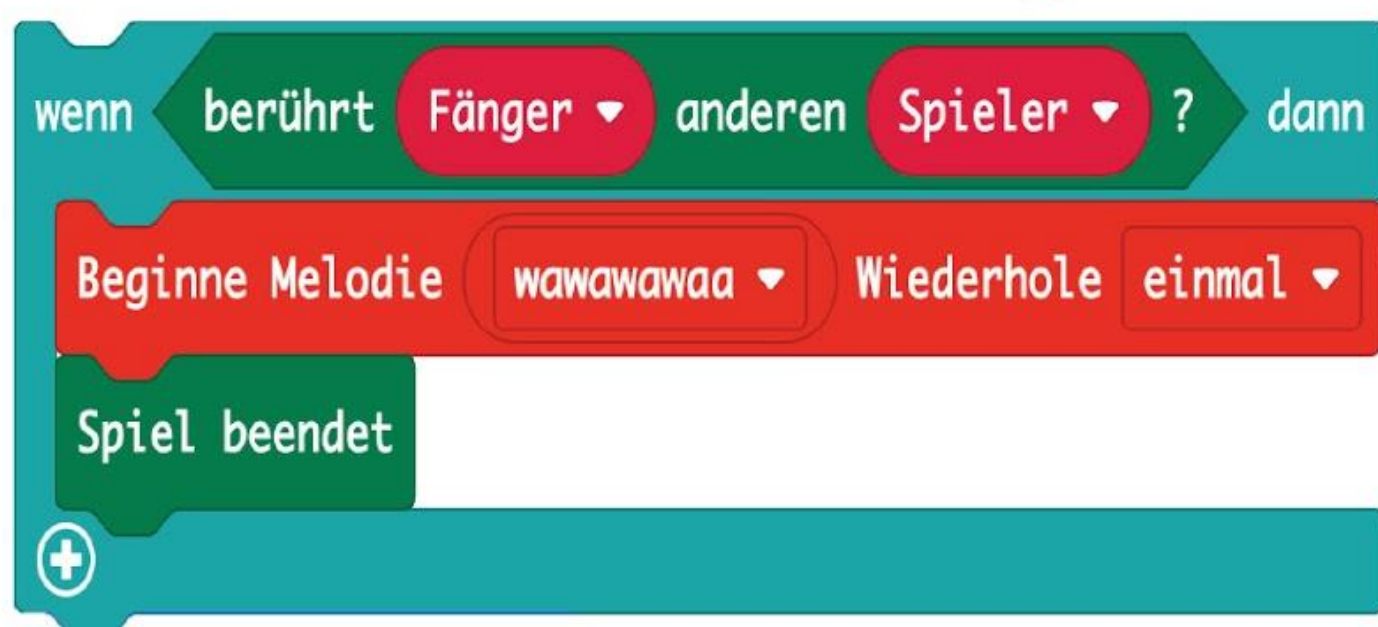 wenn berührt Fänger anderen Spieler ? dann
Beginne Melodie wawawawaa Wiederhole einmal
Spiel beendet